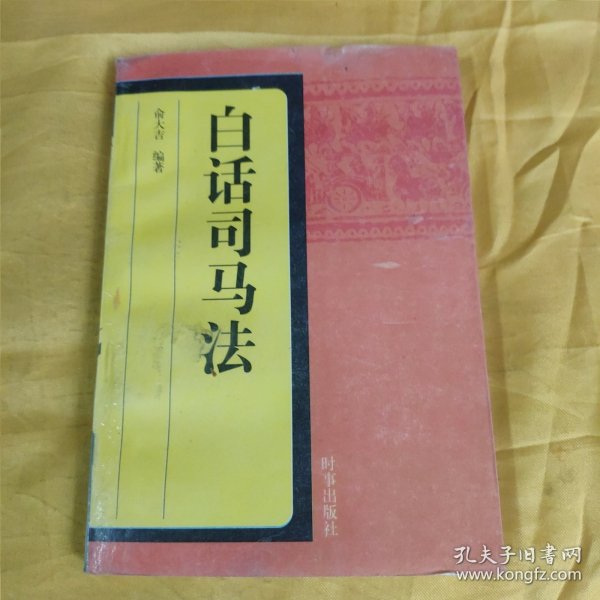 白话司马法
俞大吉 编著
时事出版社
孔夫子旧书网
www.kongfz.com